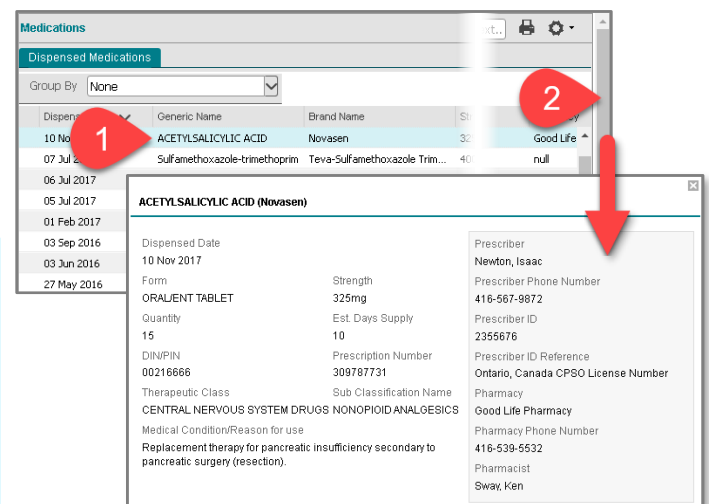 Medications
Dispensed Medications
Group By None
Generic Name Brand Name
2
1
10 ACETYLSALICYLIC ACID Novasen Good Life
07 Jul Sulfamethoxazole-trimethoprim Teva-Sulfamethoxazole Trim... null
06 Jul 2017
05 Jul 2017
01 Feb 2017
03 Sep 2016
03 Jun 2016
27 May 2016
ACETYLSALICYLIC ACID (Novasen)
Dispensed Date
10 Nov 2017
Form Strength
ORAL/ENT TABLET 325mg
Quantity Est. Days Supply
15 10
DIN/PIN Prescription Number
00216666 309787731
Therapeutic Class Sub Classification Name
CENTRAL NERVOUS SYSTEM DRUGS NONOPIOID ANALGESICS
Medical Condition/Reason for use
Replacement therapy for pancreatic insufficiency secondary to
pancreatic surgery (resection).
Prescriber
Newton, Isaac
Prescriber Phone Number
416-567-9872
Prescriber ID
2355676
Prescriber ID Reference
Ontario, Canada CPSO License Number
Pharmacy
Good Life Pharmacy
Pharmacy Phone Number
416-539-5532
Pharmacist
Sway, Ken